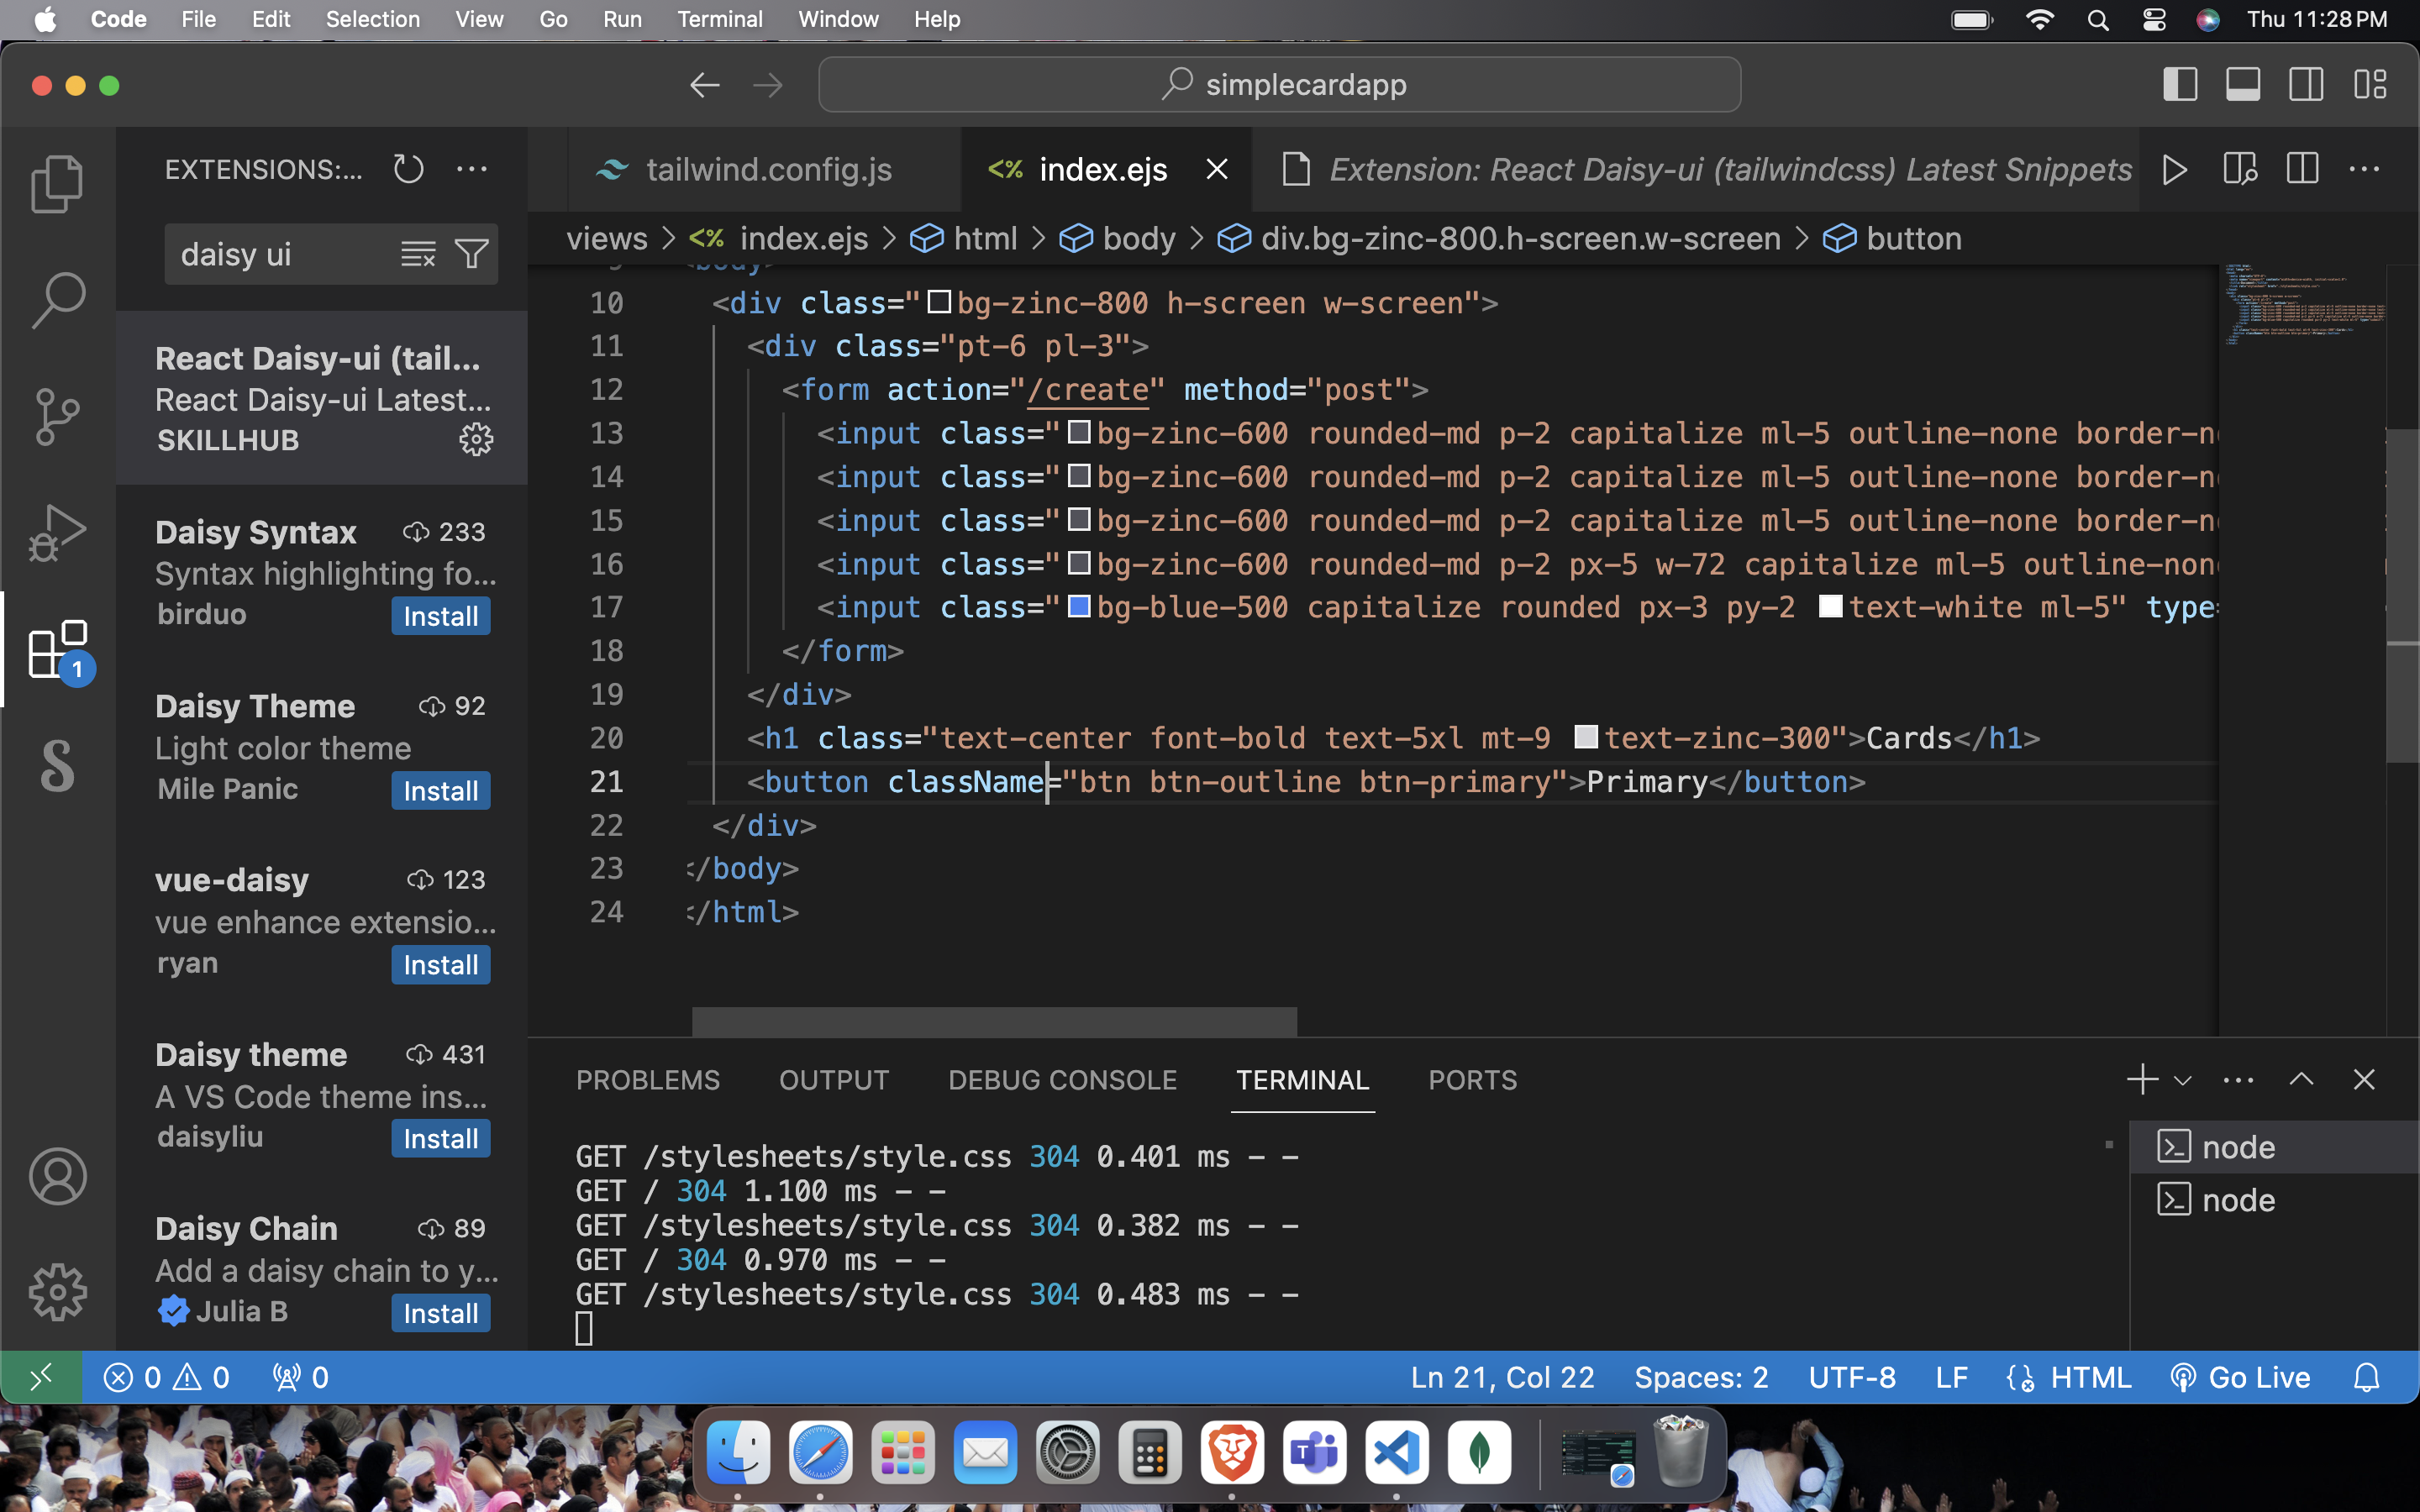 Code File Edit Selection View Go Run Terminal Window Help Thu 11:28 PM
simplecardapp
EXTENSIONS:...
tailwind.config.js
<% index.ejs
Extension: React Daisy-ui (tailwindcss) Latest Snippets
daisy ui
views > <% index.ejs > html > body > div.bg-zinc-800.h-screen.w-screen > button
React Daisy-ui (tail...
React Daisy-ui Latest...
SKILLHUB
Daisy Syntax 233
Syntax highlighting fo...
birduo Install
1
Daisy Theme 92
Light color theme
Mile Panic Install
vue-daisy 123
vue enhance extensio...
ryan Install
Daisy theme 431
A VS Code theme ins...
daisyliu Install
Daisy Chain 89
Add a daisy chain to y...
Julia B Install
10 <div class="bg-zinc-800 h-screen w-screen">
11 <div class="pt-6 pl-3">
12 <form action="/create" method="post">
13 <input class="bg-zinc-600 rounded-md p-2 capitalize ml-5 outline-none border-n
14 <input class="bg-zinc-600 rounded-md p-2 capitalize ml-5 outline-none border-n
15 <input class="bg-zinc-600 rounded-md p-2 capitalize ml-5 outline-none border-n
16 <input class="bg-zinc-600 rounded-md p-2 px-5 w-72 capitalize ml-5 outline-non
17 <input class="bg-blue-500 capitalize rounded px-3 py-2 text-white ml-5" type=
18 </form>
19 </div>
20 <h1 class="text-center font-bold text-5xl mt-9 text-zinc-300">Cards</h1>
21 <button className="btn btn-outline btn-primary">Primary</button>
22 </div>
23 </body>
24 </html>
PROBLEMS OUTPUT DEBUG CONSOLE TERMINAL PORTS
GET /stylesheets/style.css 304 0.401 ms - -
GET / 304 1.100 ms - -
GET /stylesheets/style.css 304 0.382 ms - -
GET / 304 0.970 ms - -
GET /stylesheets/style.css 304 0.483 ms - -
node
node
0 0 0 Ln 21, Col 22 Spaces: 2 UTF-8 LF HTML Go Live